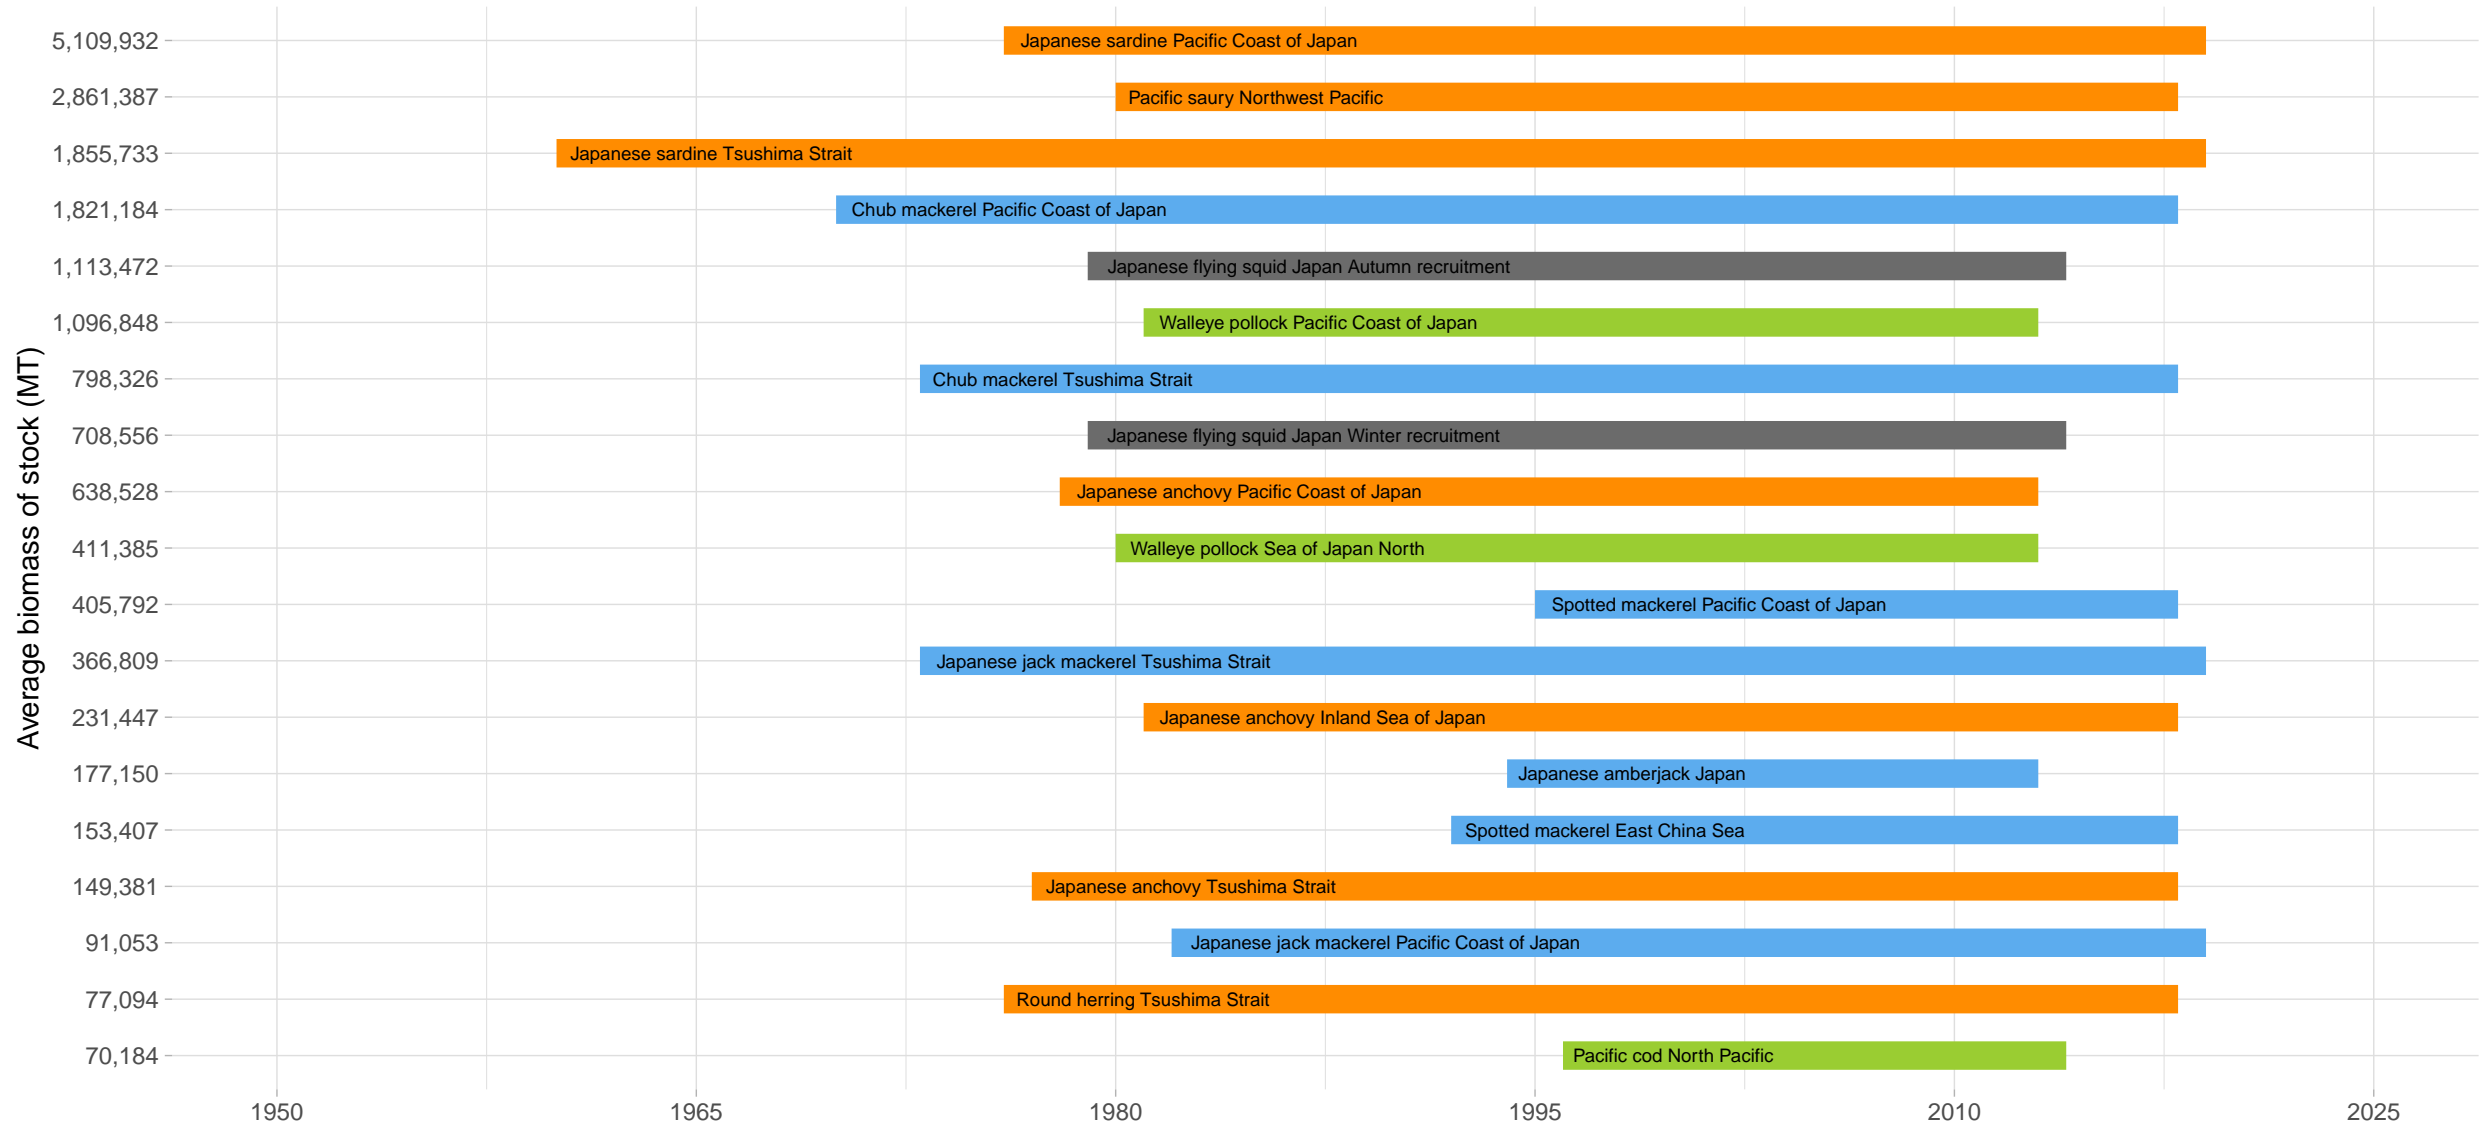 5,109,932 Japanese sardine Pacific Coast of Japan
2,861,387 Pacific saury Northwest Pacific
1,855,733 Japanese sardine Tsushima Strait
1,821,184 Chub mackerel Pacific Coast of Japan
1,113,472 Japanese flying squid Japan Autumn recruitment
1,096,848 Walleye pollock Pacific Coast of Japan
798,326 Chub mackerel Tsushima Strait
708,556 Japanese flying squid Japan Winter recruitment
638,528 Japanese anchovy Pacific Coast of Japan
411,385 Walleye pollock Sea of Japan North
405,792 Spotted mackerel Pacific Coast of Japan
366,809 Japanese jack mackerel Tsushima Strait
231,447 Japanese anchovy Inland Sea of Japan
177,150 Japanese amberjack Japan
153,407 Spotted mackerel East China Sea
149,381 Japanese anchovy Tsushima Strait
91,053 Japanese jack mackerel Pacific Coast of Japan
77,094 Round herring Tsushima Strait
70,184 Pacific cod North Pacific
Average biomass of stock (MT)
1950 1965 1980 1995 2010 2025